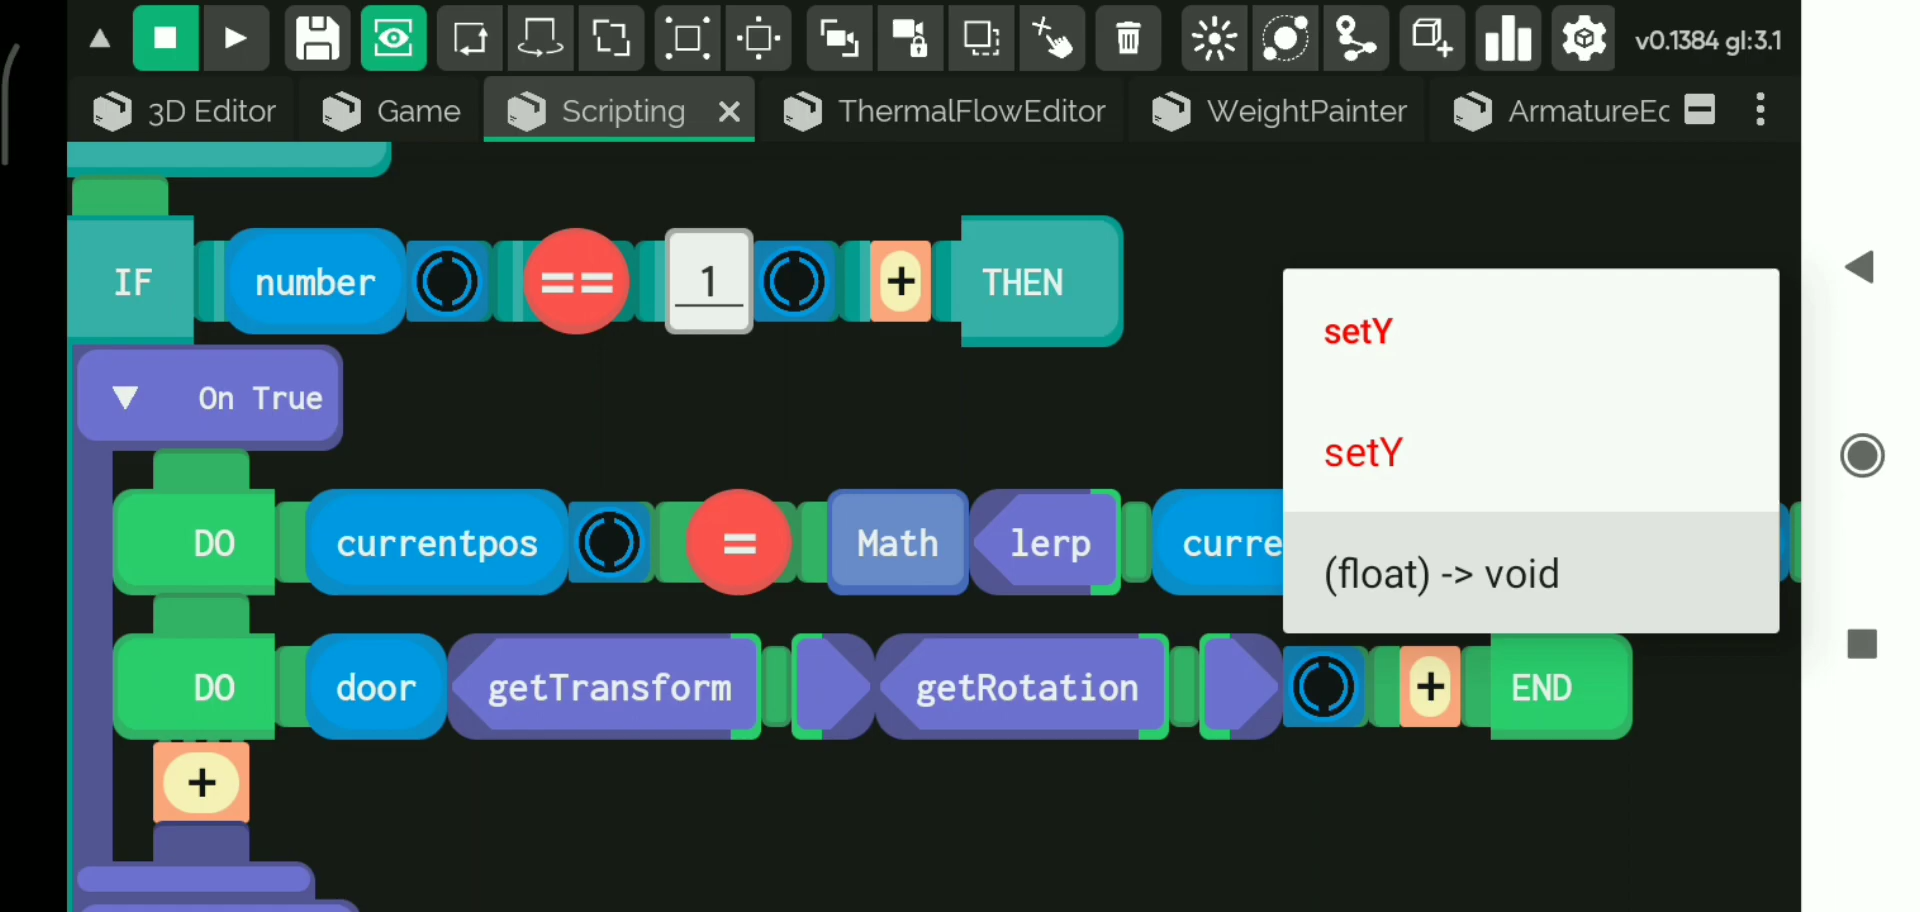 v0.1384 gl:3.1
3D Editor Game Scripting ThermalFlowEditor WeightPainter ArmatureEc
IF number == 1 + THEN
setY
On True
setY
DO currentpos = Math lerp curre
(float) -> void
DO door getTransform getRotation + END
+